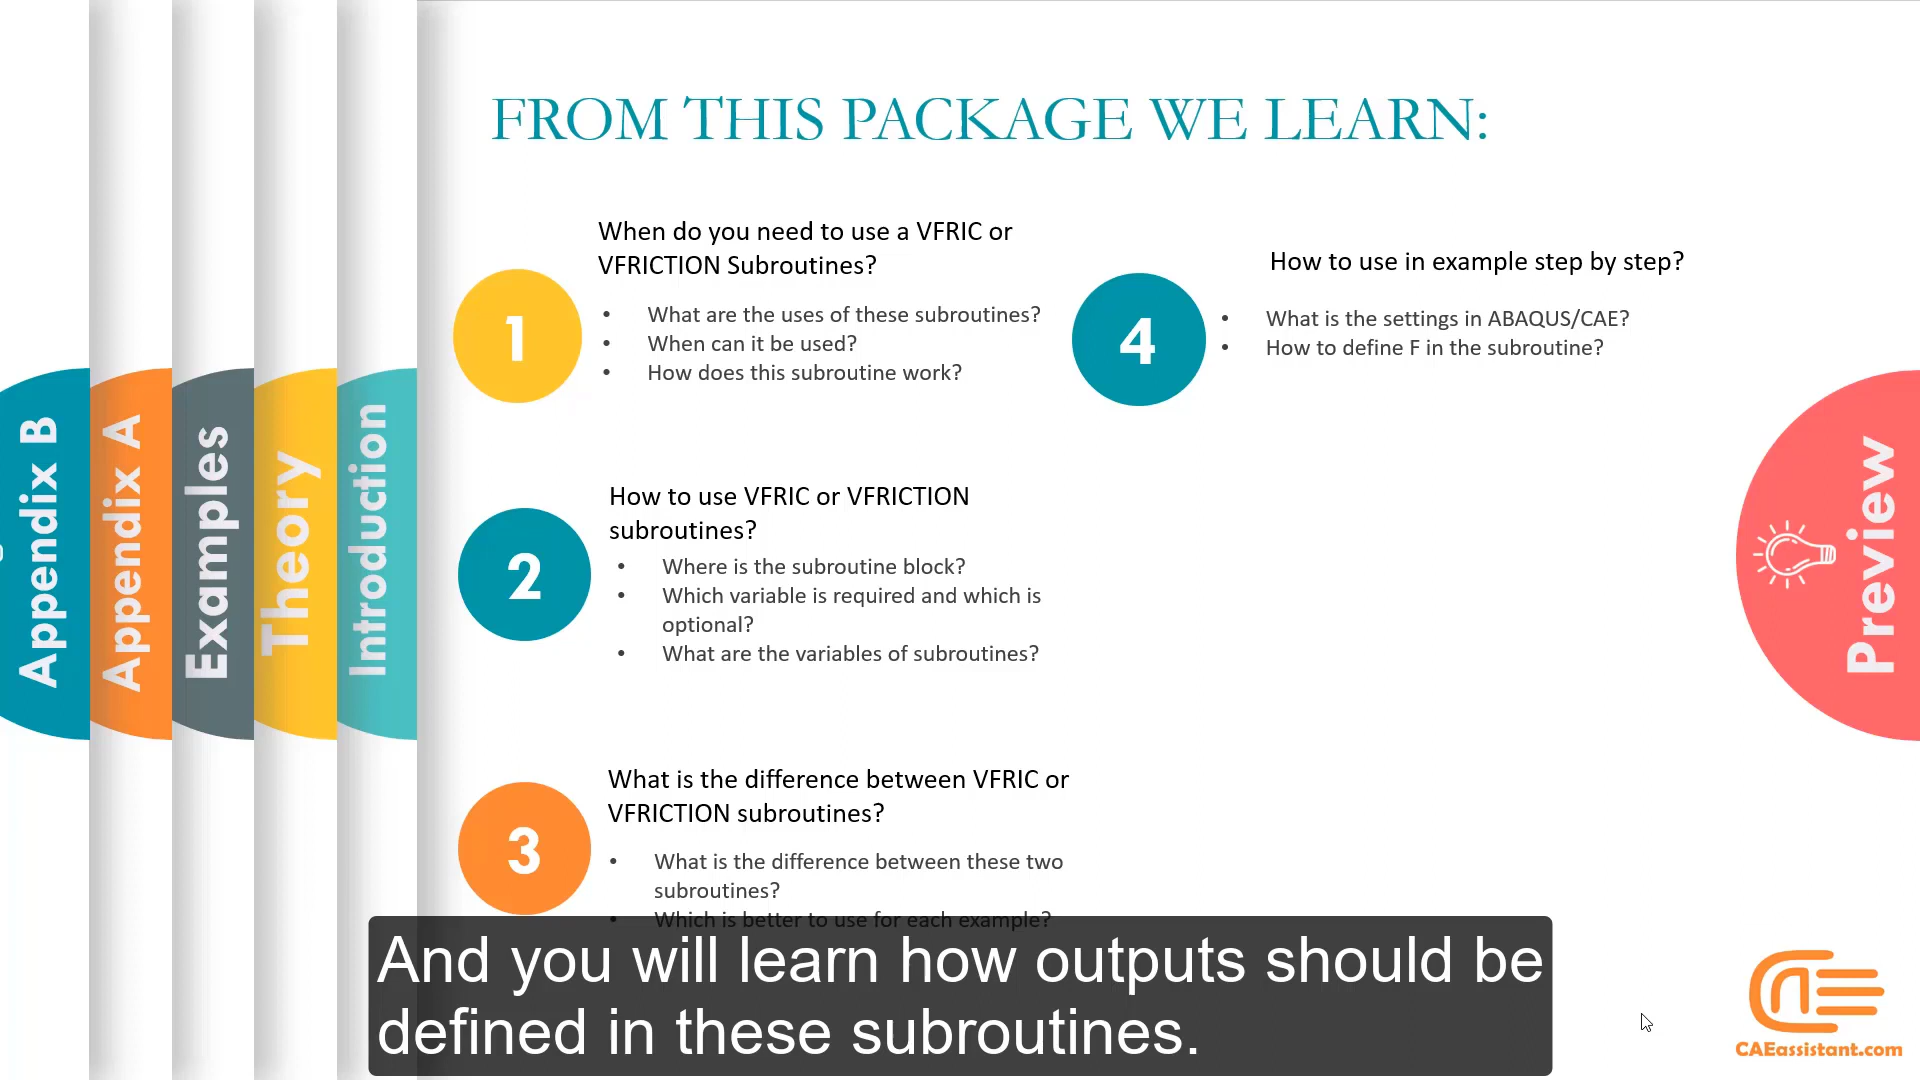 FROM THIS PACKAGE WE LEARN:
1
When do you need to use a VFRIC or
VFRICTION Subroutines?
• What are the uses of these subroutines?
• When can it be used?
• How does this subroutine work?
2
How to use VFRIC or VFRICTION
subroutines?
• Where is the subroutine block?
• Which variable is required and which is
optional?
• What are the variables of subroutines?
3
What is the difference between VFRIC or
VFRICTION subroutines?
• What is the difference between these two
subroutines?
• Which is better to use for each example?
4
How to use in example step by step?
• What is the settings in ABAQUS/CAE?
• How to define F in the subroutine?
Appendix B
Appendix A
Examples
Theory
Introduction
Preview
And you will learn how outputs should be
defined in these subroutines.
CAEassistant.com